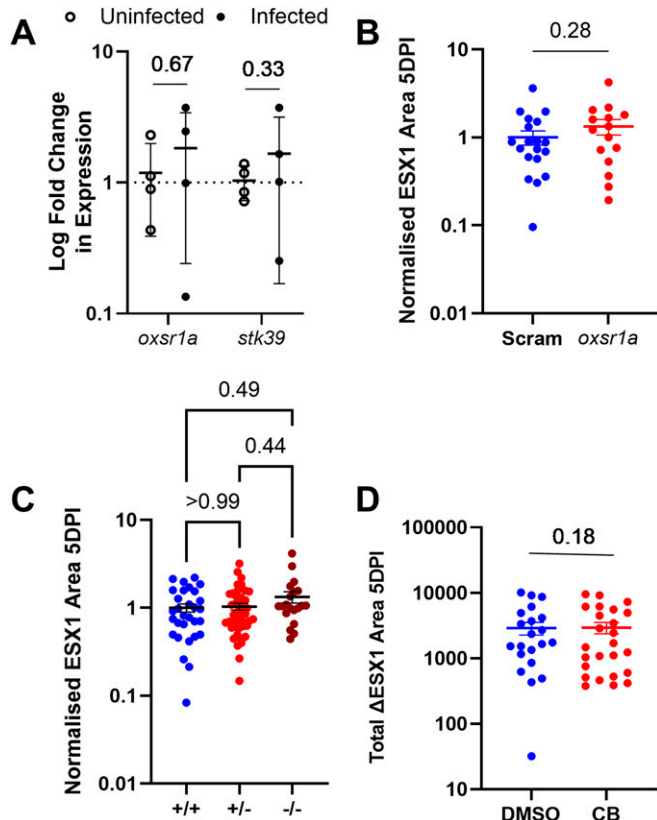 A
Uninfected
Infected
0.67
0.33
Log Fold Change
in Expression
10
1
0.1
oxsr1a
stk39
B
0.28
Normalised ESX1 Area 5DPI
10
1
0.1
0.01
Scram
oxsr1a
C
0.49
0.44
>0.99
Normalised ESX1 Area 5DPI
10
1
0.1
0.01
+/+
+/-
-/-
D
0.18
Total ΔESX1 Area 5DPI
100000
10000
1000
100
10
DMSO
CB